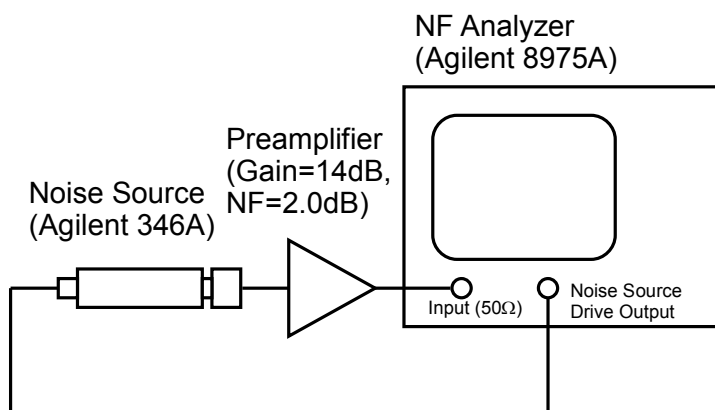 NF Analyzer
(Agilent 8975A)
Preamplifier
(Gain=14dB,
NF=2.0dB)
Noise Source
(Agilent 346A)
Input (50Ω)
Noise Source
Drive Output